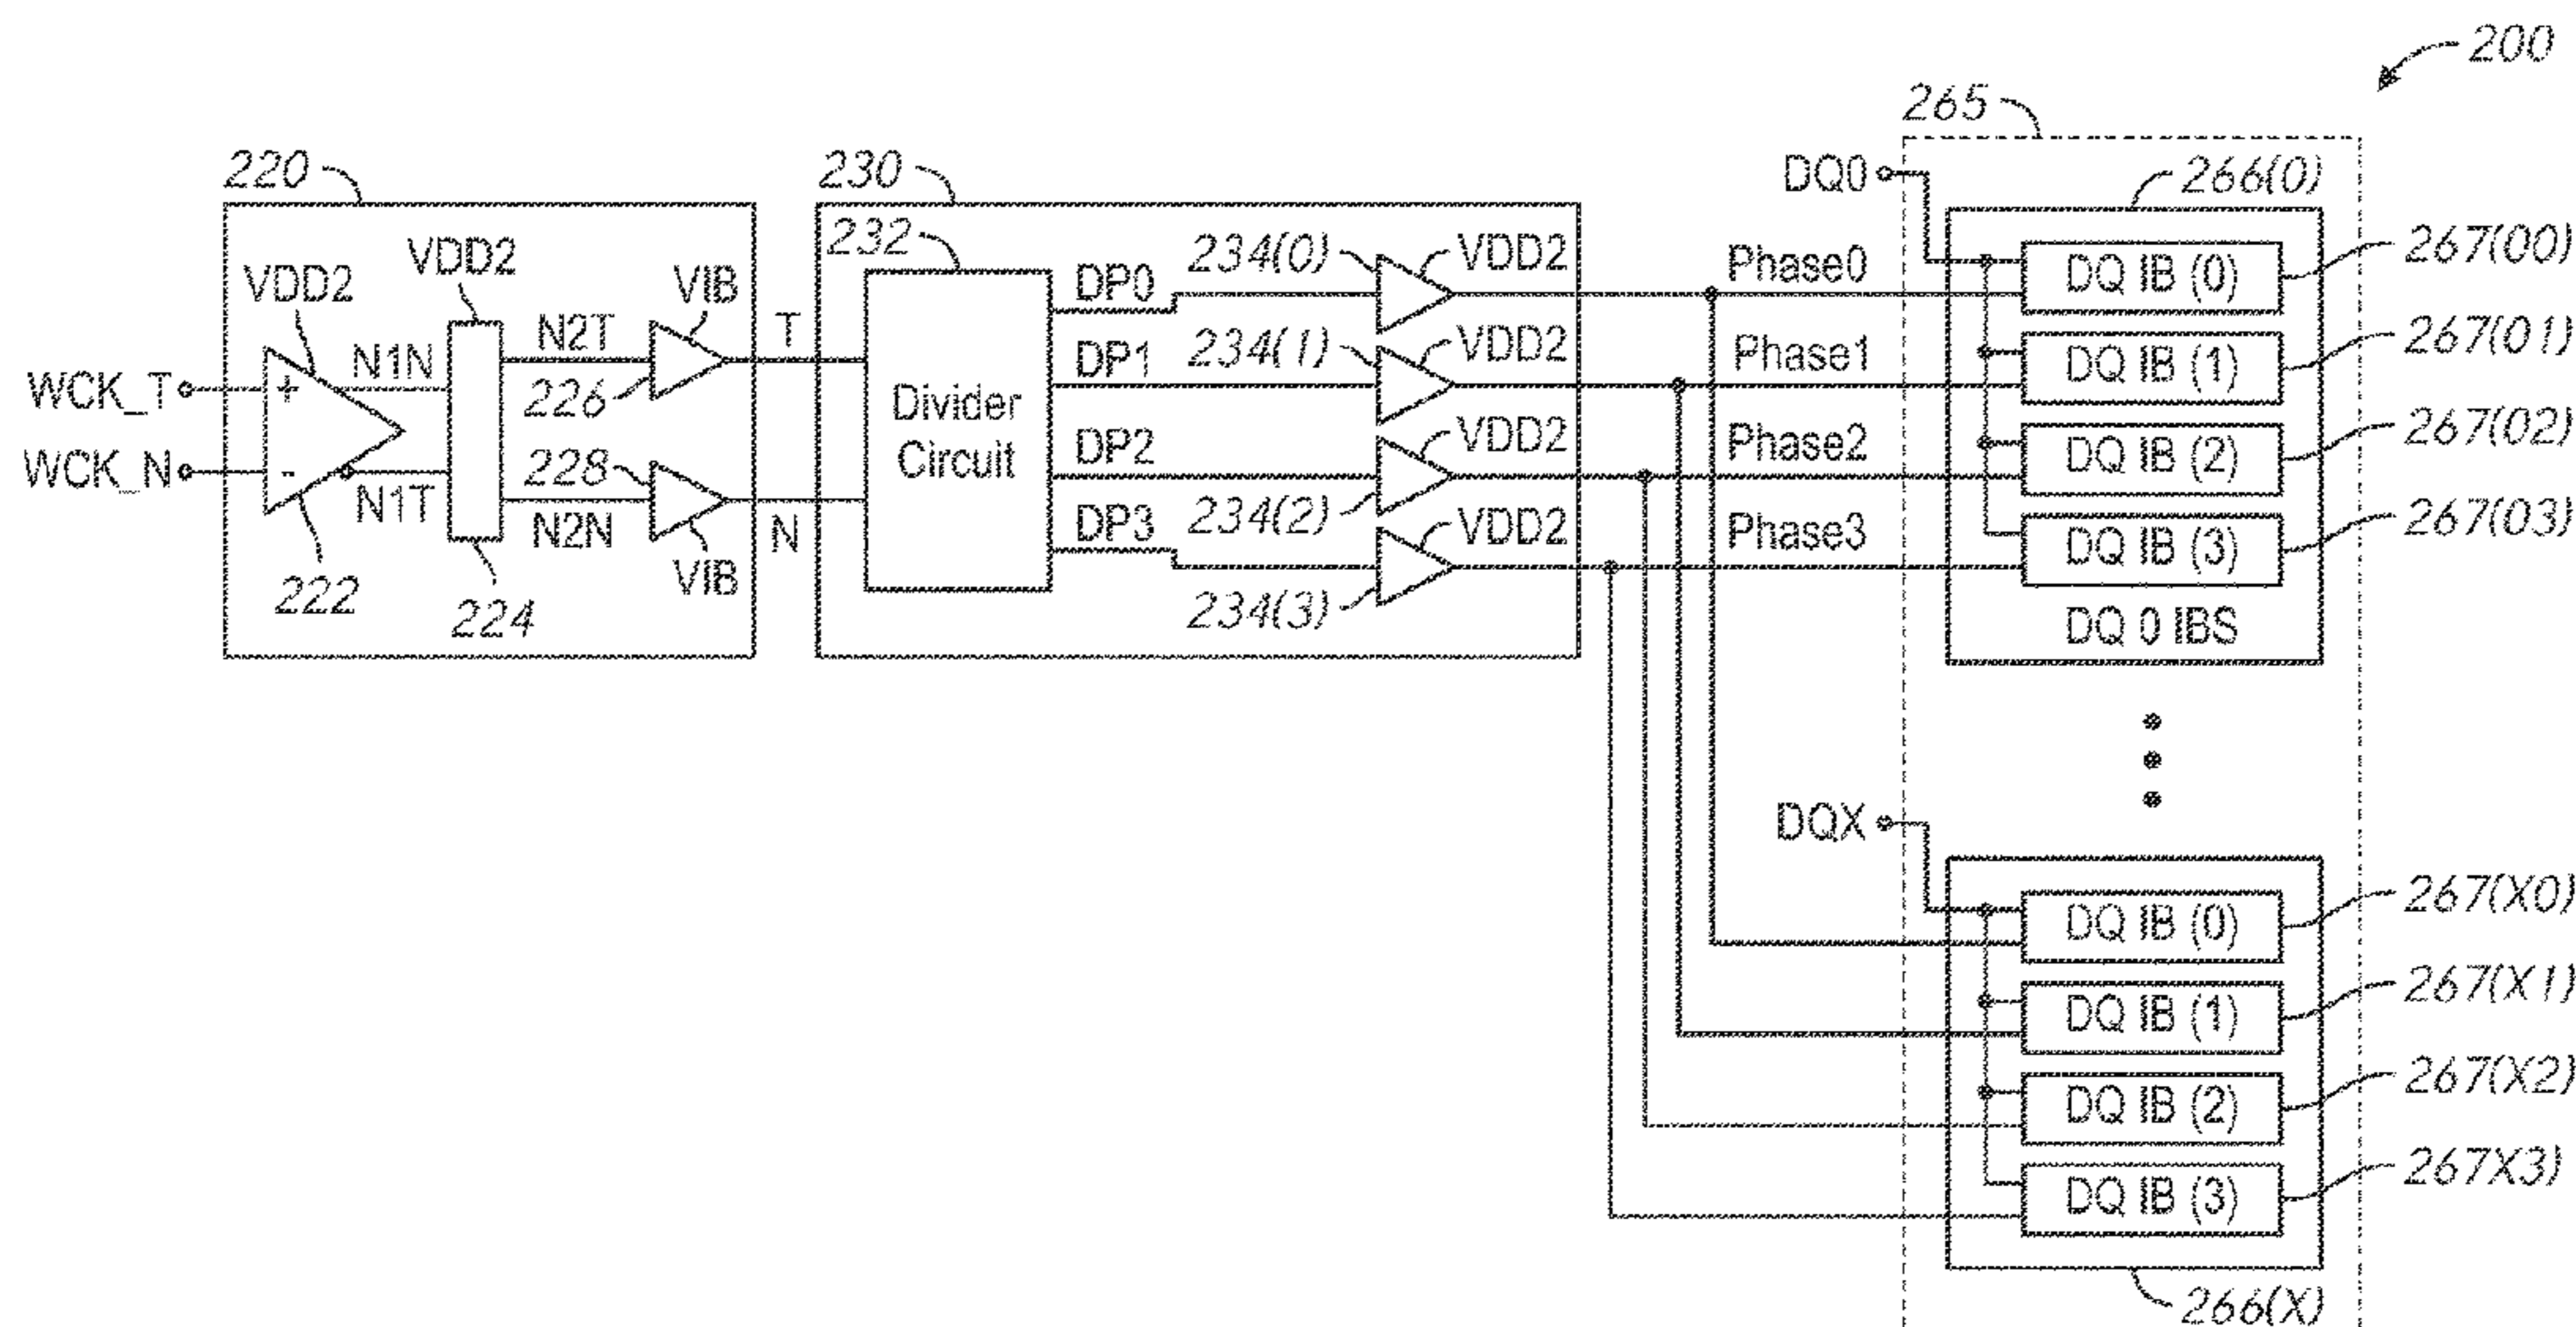 200
265
220
230
DQ0
266(0)
232
VDD2
VDD2
VIB
T
DP0
234(0)
VDD2
Phase0
DQ IB (0)
267(00)
N1N
N2T
226
DP1
234(1)
VDD2
Phase1
DQ IB (1)
267(01)
WCK_T
+
Divider
Circuit
WCK_N
-
N1T
228
N2N
N
DP2
234(2)
VDD2
Phase2
DQ IB (2)
267(02)
222
224
VIB
DP3
234(3)
VDD2
Phase3
DQ IB (3)
267(03)
DQ 0 IBS
DQX
DQ IB (0)
267(X0)
DQ IB (1)
267(X1)
DQ IB (2)
267(X2)
DQ IB (3)
267X3)
266(X)